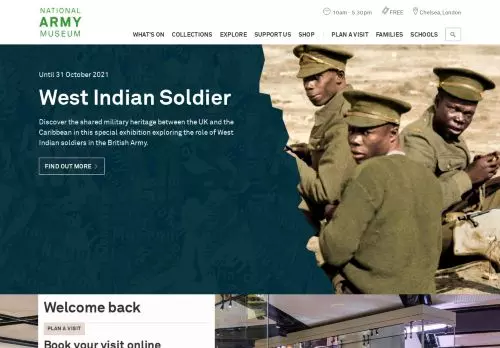 NATIONAL
ARMY
MUSEUM
10am - 5.30pm
FREE
Chelsea, London
WHAT'S ON COLLECTIONS EXPLORE SUPPORT US SHOP | PLAN A VISIT FAMILIES SCHOOLS
Until 31 October 2021
West Indian Soldier
Discover the shared military heritage between the UK and the
Caribbean in this special exhibition exploring the role of West
Indian soldiers in the British Army.
FIND OUT MORE >
Welcome back
PLAN A VISIT
Book your visit online